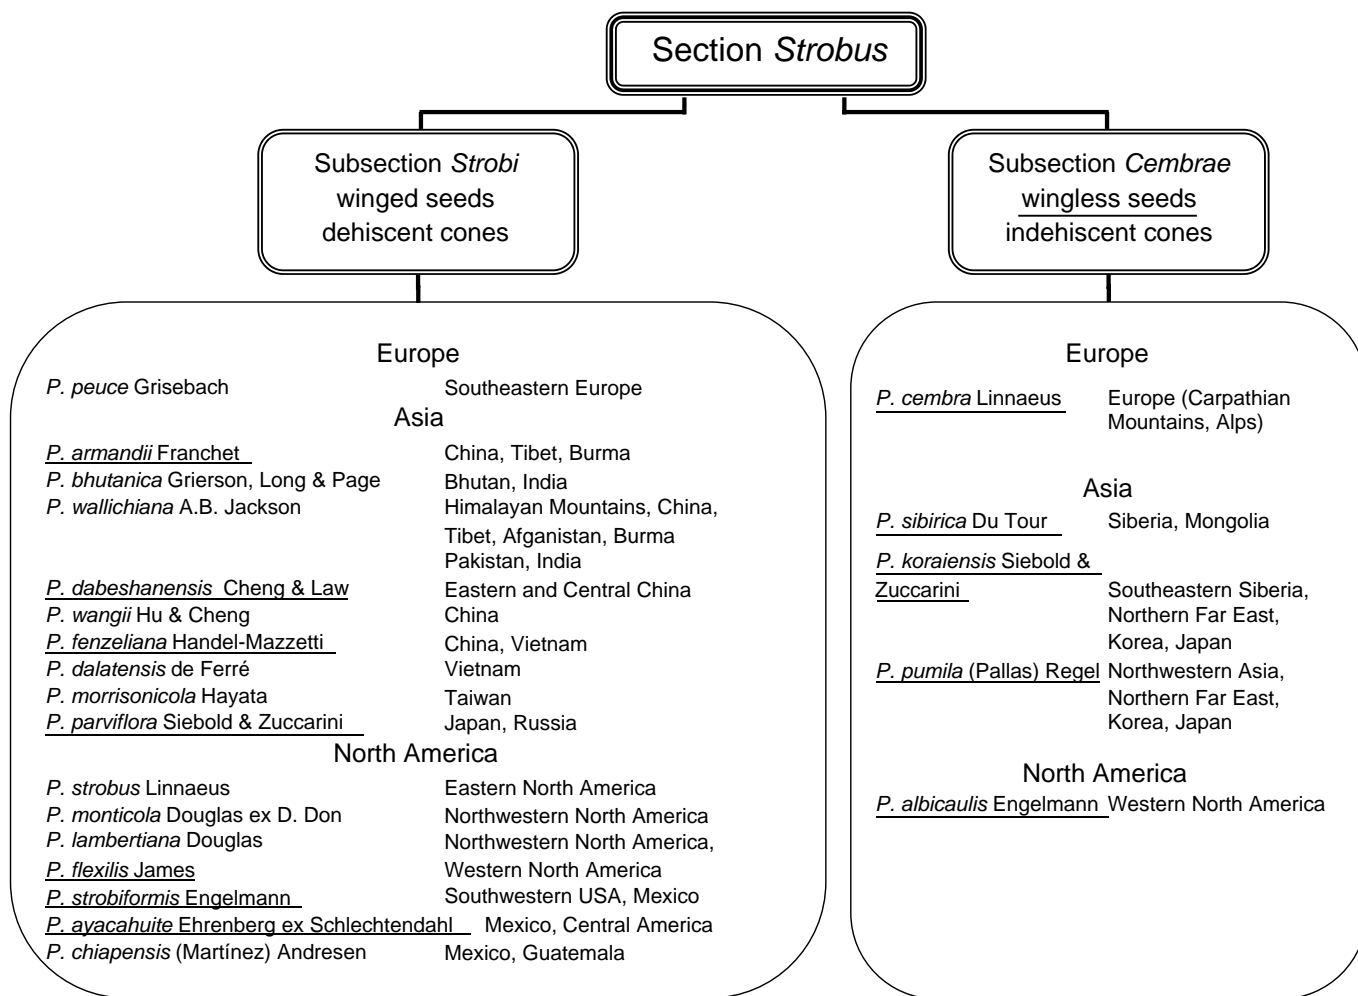 Section Strobus
Subsection Strobi
winged seeds
dehiscent cones
Subsection Cembrae
wingless seeds
indehiscent cones
Europe
P. peuce Grisebach Southeastern Europe
Asia
P. armandii Franchet China, Tibet, Burma
P. bhutanica Grierson, Long & Page Bhutan, India
P. wallichiana A.B. Jackson Himalayan Mountains, China,
Tibet, Afganistan, Burma
Pakistan, India
P. dabeshanensis Cheng & Law Eastern and Central China
P. wangii Hu & Cheng China
P. fenzeliana Handel-Mazzetti China, Vietnam
P. dalatensis de Ferré Vietnam
P. morrisonicola Hayata Taiwan
P. parviflora Siebold & Zuccarini Japan, Russia
North America
P. strobus Linnaeus Eastern North America
P. monticola Douglas ex D. Don Northwestern North America
P. lambertiana Douglas Northwestern North America,
P. flexilis James Western North America
P. strobiformis Engelmann Southwestern USA, Mexico
P. ayacahuite Ehrenberg ex Schlechtendahl Mexico, Central America
P. chiapensis (Martínez) Andresen Mexico, Guatemala
Europe
P. cembra Linnaeus Europe (Carpathian
Mountains, Alps)
Asia
P. sibirica Du Tour Siberia, Mongolia
P. koraiensis Siebold &
Zuccarini Southeastern Siberia,
Northern Far East,
Korea, Japan
P. pumila (Pallas) Regel Northwestern Asia,
Northern Far East,
Korea, Japan
North America
P. albicaulis Engelmann Western North America